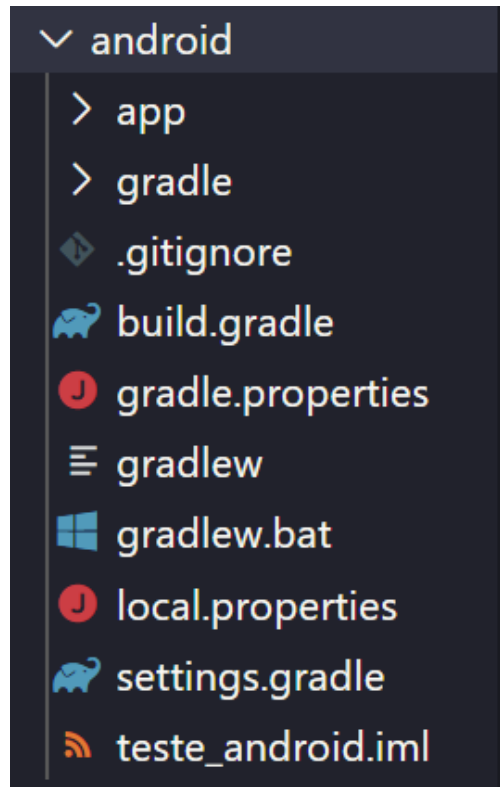 android
app
gradle
.gitignore
build.gradle
gradle.properties
gradlew
gradlew.bat
local.properties
settings.gradle
teste_android.iml